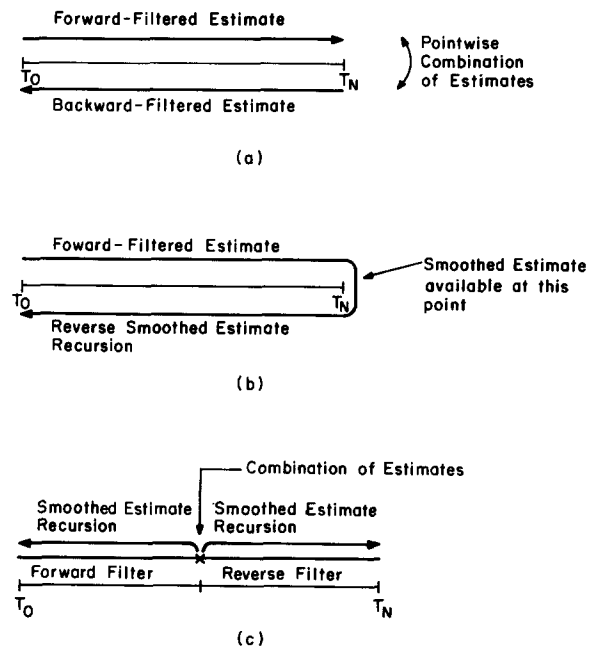 Forward-Filtered Estimate
Pointwise
Combination
of Estimates
T0
TN
Backward-Filtered Estimate
(a)
Foward-Filtered Estimate
Smoothed Estimate
available at this
point
T0
TN
Reverse Smoothed Estimate
Recursion
(b)
Combination of Estimates
Smoothed Estimate
Recursion
Smoothed Estimate
Recursion
Forward Filter
Reverse Filter
T0
TN
(c)